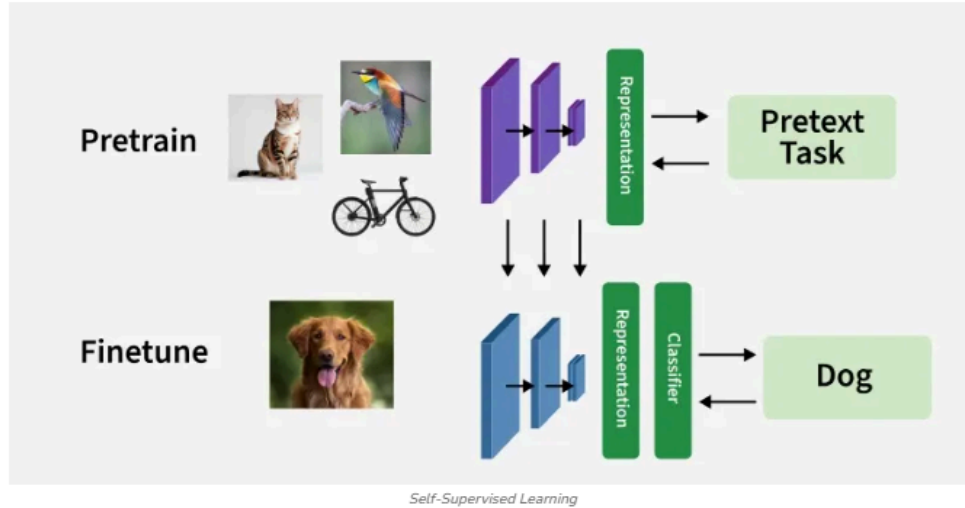 Pretrain
Representation
Pretext
Task
Finetune
Representation
Classifier
Dog
Self-Supervised Learning